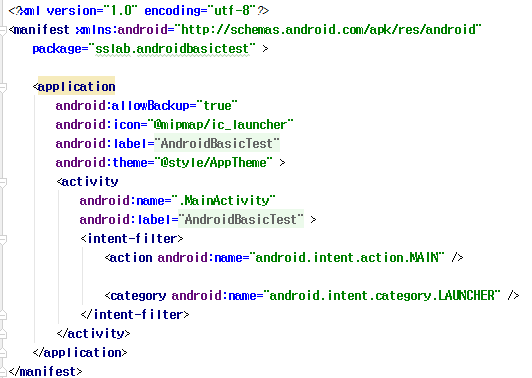 <?xml version="1.0" encoding="utf-8"?>
<manifest xmlns:android="http://schemas.android.com/apk/res/android"
package="sslab.androidbasictest" >
<application
android:allowBackup="true"
android:icon="@mipmap/ic_launcher"
android:label="AndroidBasicTest"
android:theme="@style/AppTheme" >
<activity
android:name=".MainActivity"
android:label="AndroidBasicTest" >
<intent-filter>
<action android:name="android.intent.action.MAIN" />
<category android:name="android.intent.category.LAUNCHER" />
</intent-filter>
</activity>
</application>
</manifest>